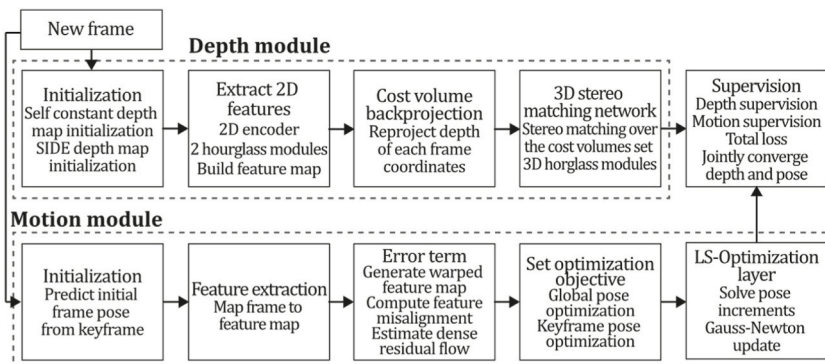 New frame
Depth module
Initialization
Self constant depth
map initialization
SIDE depth map
initialization
Extract 2D
features
2D encoder
2 hourglass modules
Build feature map
Cost volume
backprojection
Reproject depth
of each frame
coordinates
3D stereo
matching network
Stereo matching over
the cost volumes set
3D horglass modules
Supervision
Depth supervision
Motion supervision
Total loss
Jointly converge
depth and pose
Motion module
Initialization
Predict initial
frame pose
from keyframe
Feature extraction
Map frame to
feature map
Error term
Generate warped
feature map
Compute feature
misalignment
Estimate dense
residual flow
Set optimization
objective
Global pose
optimization
Keyframe pose
optimization
LS-Optimization
layer
Solve pose
increments
Gauss-Newton
update